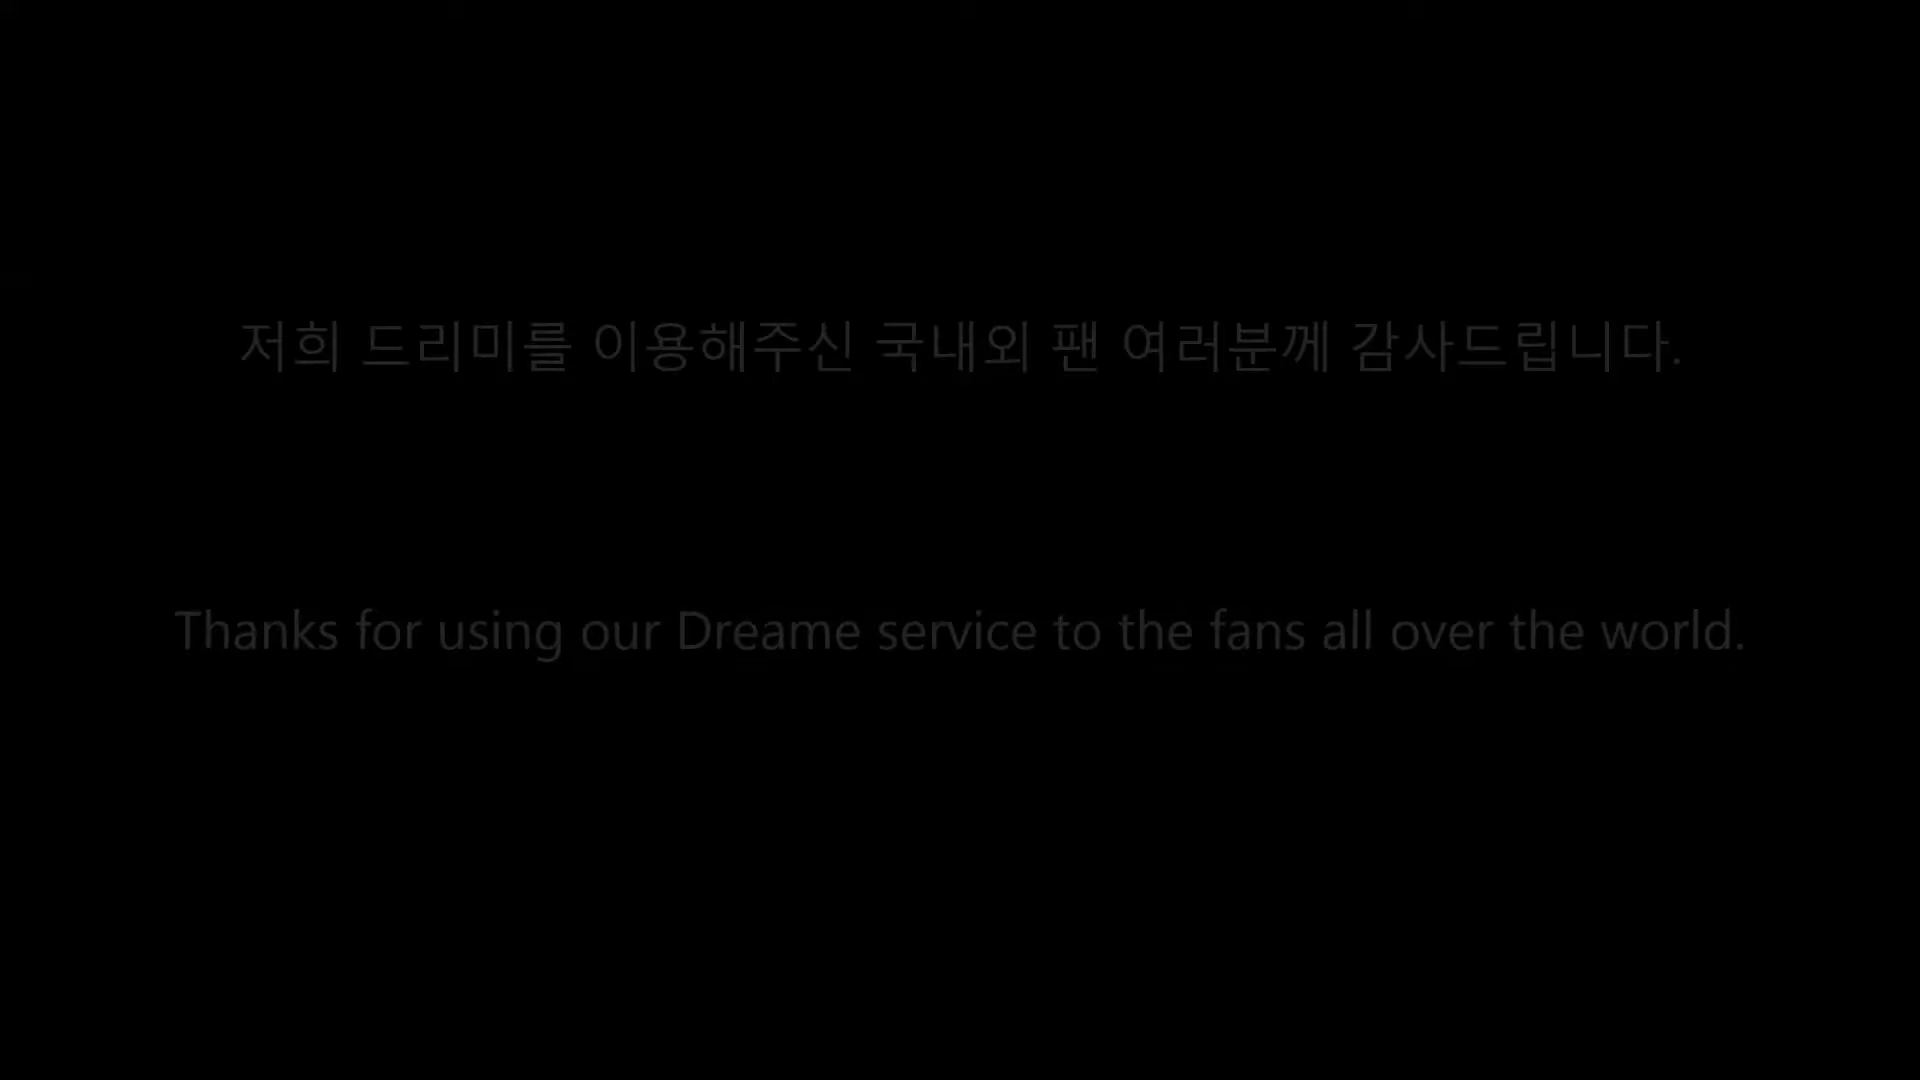 저희 드리미를 이용해주신 국내외 팬 여러분께 감사드립니다.
Thanks for using our Dreame service to the fans all over the world.